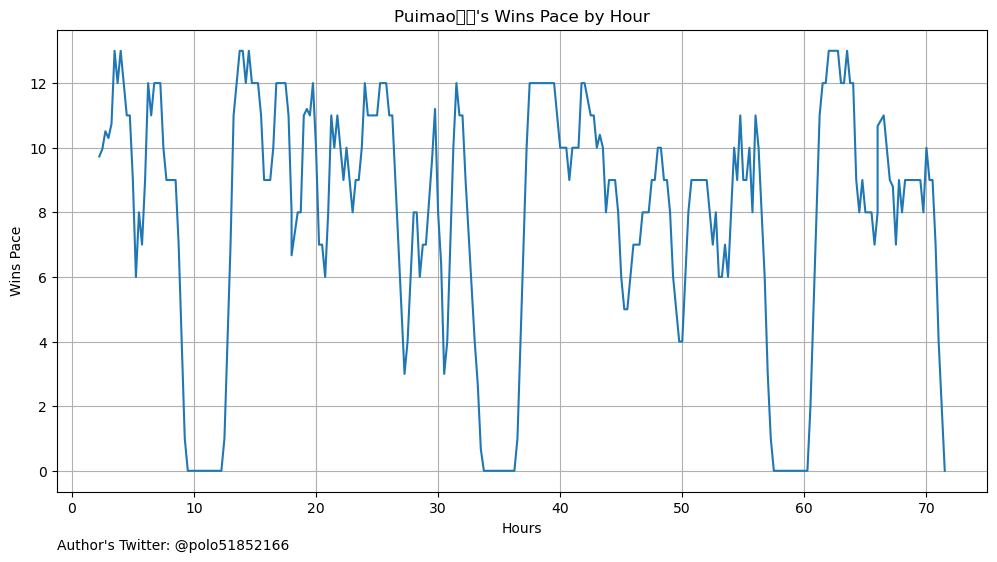 Puimao▯▯'s Wins Pace by Hour
Wins Pace
12
10
8
6
4
2
0
0 10 20 30 40 50 60 70
Hours
Author's Twitter: @polo51852166